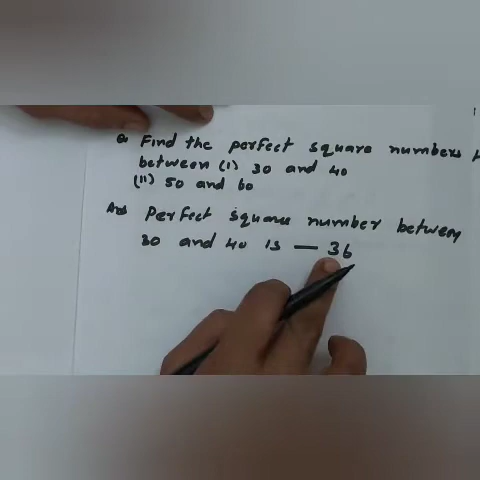 Q. Find the perfect square numbers
between (i) 30 and 40
(ii) 50 and 60
Ans Perfect square number between
30 and 40 is — 36